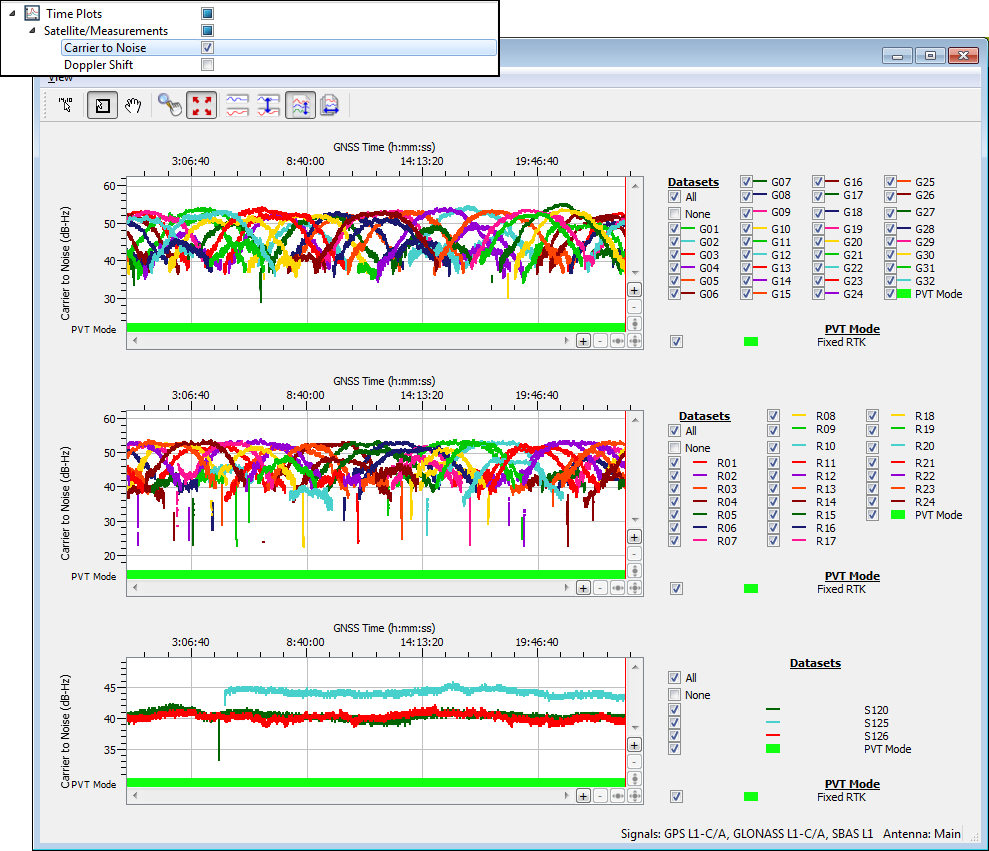 Time Plots
Satellite/Measurements
Carrier to Noise
Doppler Shift
View
GNSS Time (h:mm:ss)
3:06:40 8:40:00 14:13:20 19:46:40
Carrier to Noise (dB-Hz)
60
50
40
30
PVT Mode
+
-
+ -
Datasets
All
None
G01
G02
G03
G04
G05
G06
G07
G08
G09
G10
G11
G12
G13
G14
G15
G16
G17
G18
G19
G20
G21
G22
G23
G24
G25
G26
G27
G28
G29
G30
G31
G32
PVT Mode
PVT Mode
Fixed RTK
GNSS Time (h:mm:ss)
3:06:40 8:40:00 14:13:20 19:46:40
Carrier to Noise (dB-Hz)
60
50
40
30
20
PVT Mode
+
-
+ -
Datasets
All
None
R01
R02
R03
R04
R05
R06
R07
R08
R09
R10
R11
R12
R13
R14
R15
R16
R17
R18
R19
R20
R21
R22
R23
R24
PVT Mode
PVT Mode
Fixed RTK
GNSS Time (h:mm:ss)
3:06:40 8:40:00 14:13:20 19:46:40
Carrier to Noise (dB-Hz)
45
40
35
PVT Mode
+
-
+ -
Datasets
All
None
S120
S125
S126
PVT Mode
PVT Mode
Fixed RTK
Signals: GPS L1-C/A, GLONASS L1-C/A, SBAS L1 Antenna: Main